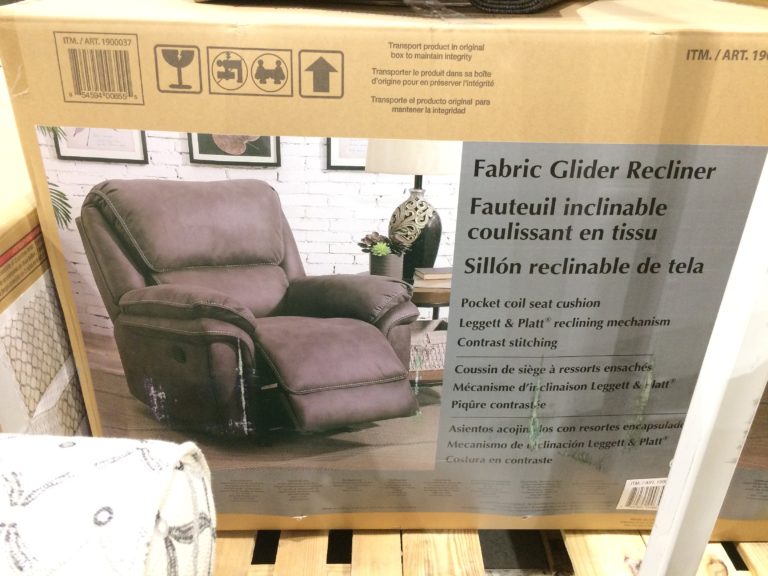 ITM. / ART. 1900037
Transport product in original
box to maintain integrity
Transporter le produit dans sa boîte
d'origine pour en préserver l'intégrité
Transporte el producto original para
mantener la integridad
ITM. / ART. 190
Fabric Glider Recliner
Fauteuil inclinable
coulissant en tissu
Sillón reclinable de tela
Pocket coil seat cushion
Leggett & Platt® reclining mechanism
Contrast stitching
Coussin de siège à ressorts ensachés
Mécanisme d'inclinaison Leggett & Platt®
Piqûre contrastée
Asientos acojinados con resortes encapsulado
Mecanismo de reclinación Leggett & Platt®
Costura en contraste
ITM. / ART. 190